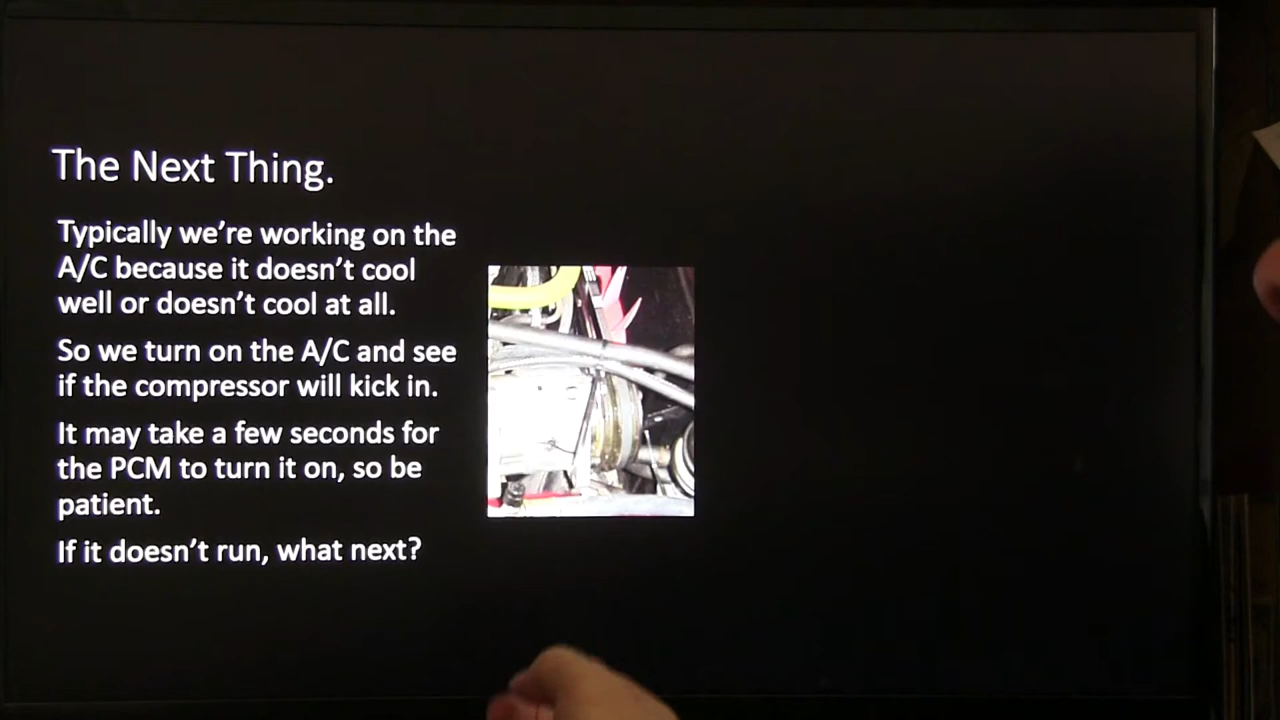 The Next Thing.
Typically we're working on the
A/C because it doesn't cool
well or doesn't cool at all.
So we turn on the A/C and see
if the compressor will kick in.
It may take a few seconds for
the PCM to turn it on, so be
patient.
If it doesn't run, what next?